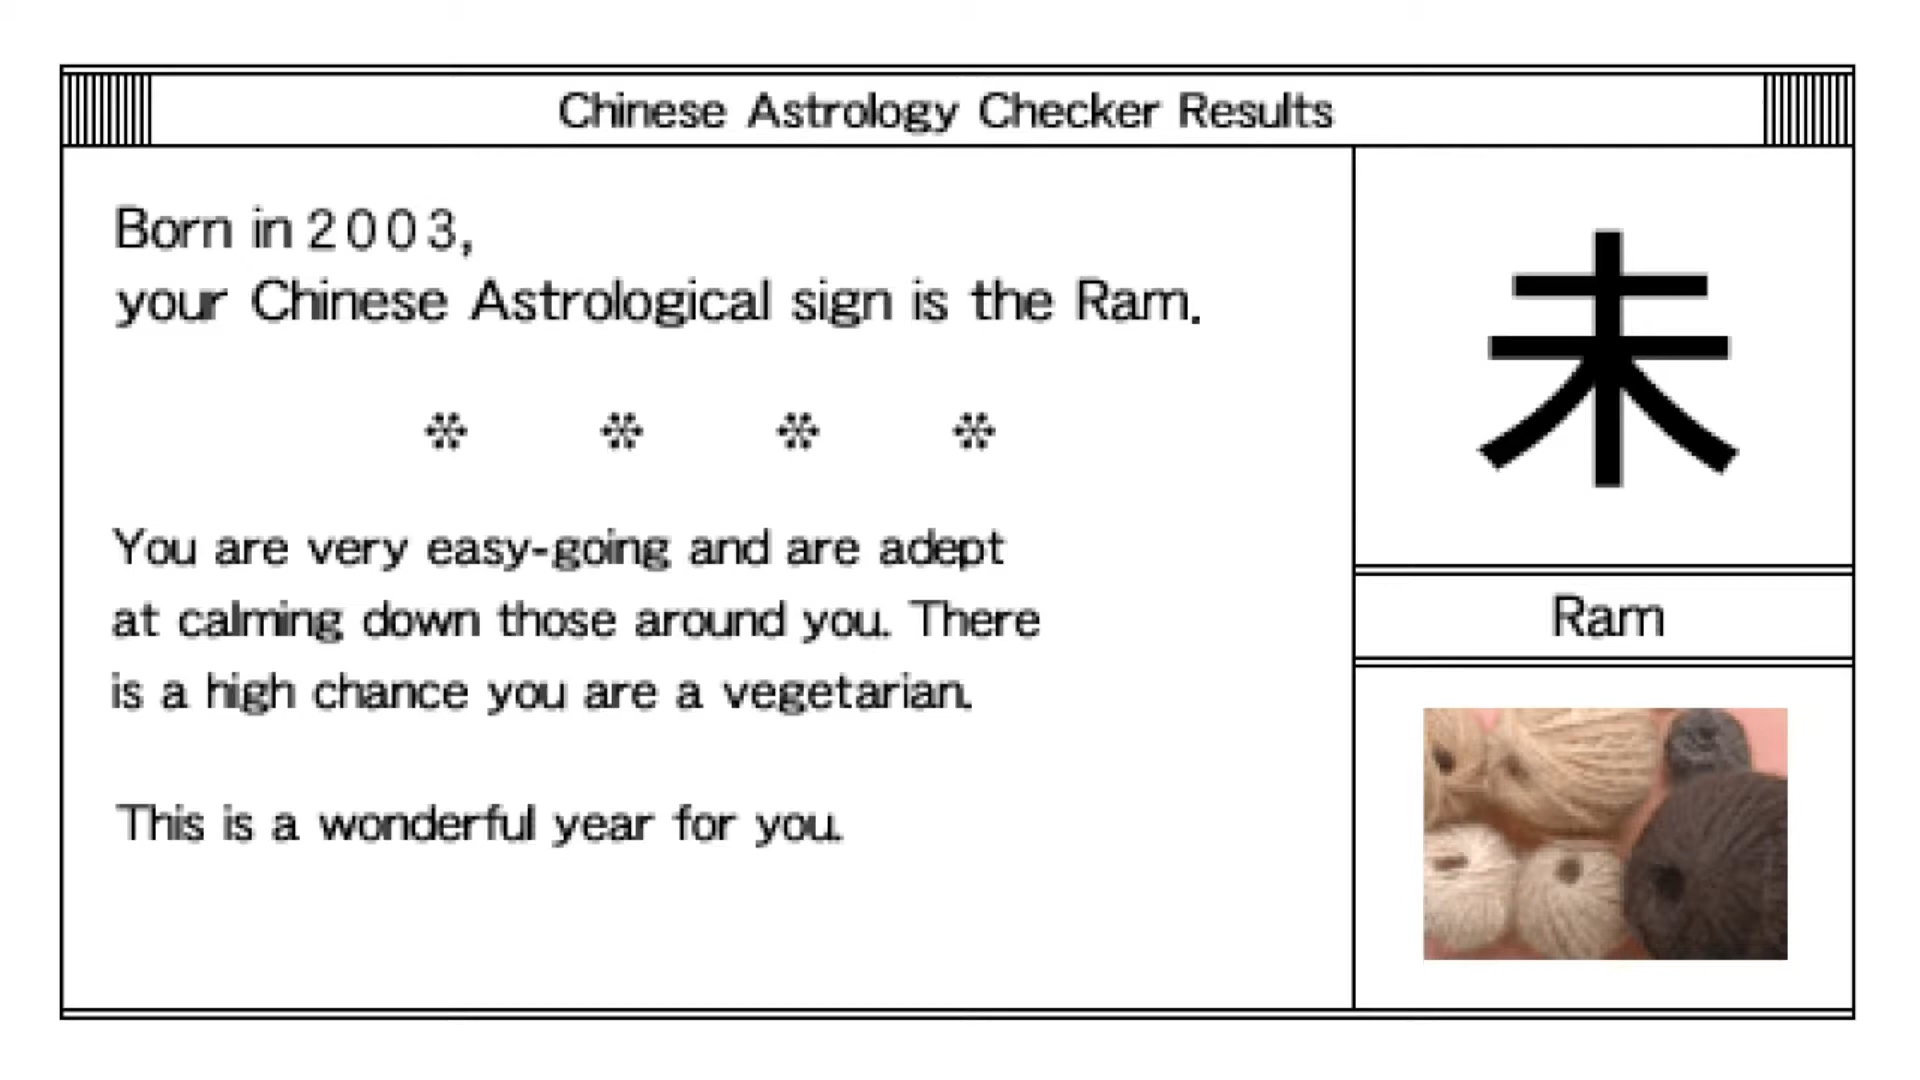 Chinese Astrology Checker Results
Born in 2003,
your Chinese Astrological sign is the Ram.
You are very easy-going and are adept
at calming down those around you. There
is a high chance you are a vegetarian.
This is a wonderful year for you.
未
Ram